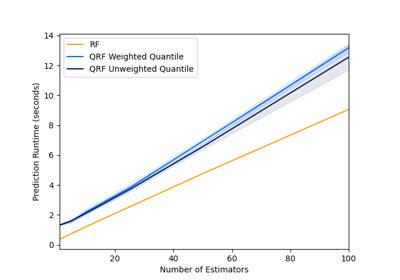 14
12
10
8
6
4
2
0
Prediction Runtime (seconds)
RF
QRF Weighted Quantile
QRF Unweighted Quantile
20
40
60
80
100
Number of Estimators